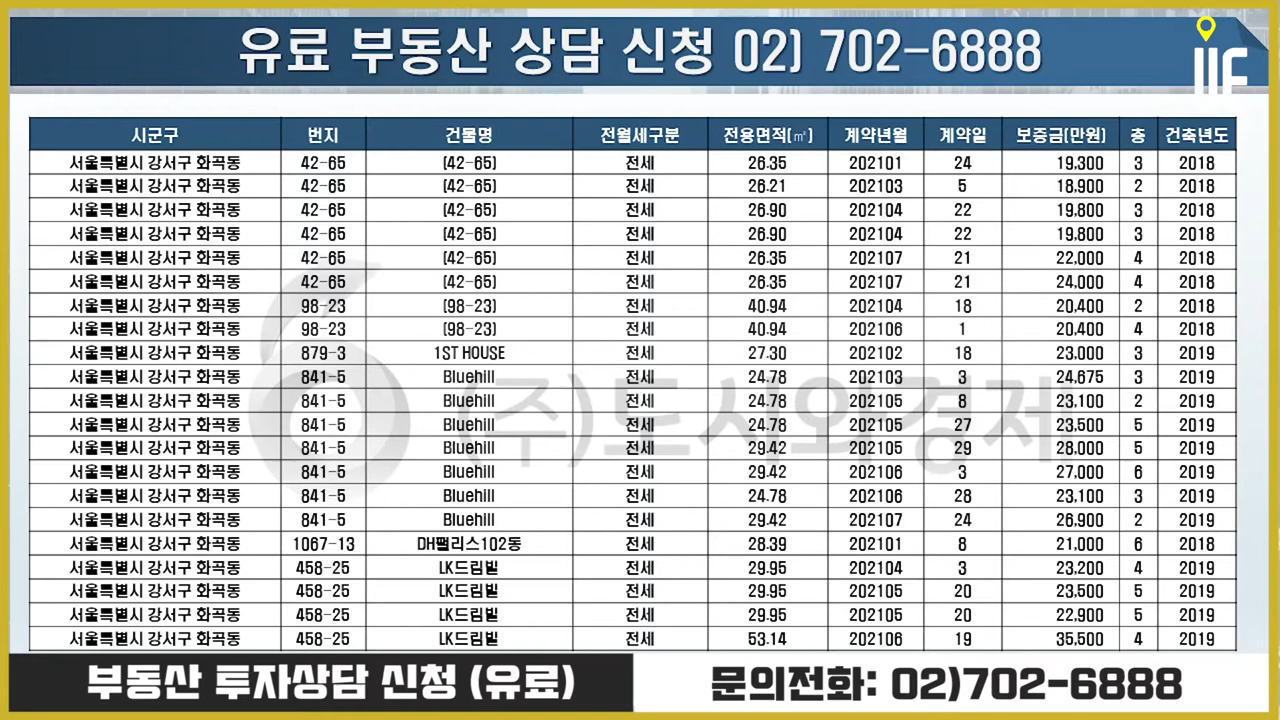 유료 부동산 상담 신청 02) 702-6888
IIF
시군구 번지 건물명 전월세구분 전용면적(㎡) 계약년월 계약일 보증금(만원) 층 건축년도
서울특별시 강서구 화곡동 42-65 (42-65) 전세 26.35 202101 24 19,300 3 2018
서울특별시 강서구 화곡동 42-65 (42-65) 전세 26.21 202103 5 18,900 2 2018
서울특별시 강서구 화곡동 42-65 (42-65) 전세 26.90 202104 22 19,800 3 2018
서울특별시 강서구 화곡동 42-65 (42-65) 전세 26.90 202104 22 19,800 3 2018
서울특별시 강서구 화곡동 42-65 (42-65) 전세 26.35 202107 21 22,000 4 2018
서울특별시 강서구 화곡동 42-65 (42-65) 전세 26.35 202107 21 24,000 4 2018
서울특별시 강서구 화곡동 98-23 (98-23) 전세 40.94 202104 18 20,400 2 2018
서울특별시 강서구 화곡동 98-23 (98-23) 전세 40.94 202106 1 20,400 4 2018
서울특별시 강서구 화곡동 879-3 1ST HOUSE 전세 27.30 202102 18 23,000 3 2019
서울특별시 강서구 화곡동 841-5 Bluehill 전세 24.78 202103 3 24,675 3 2019
서울특별시 강서구 화곡동 841-5 Bluehill 전세 24.78 202105 8 23,100 2 2019
서울특별시 강서구 화곡동 841-5 Bluehill 전세 24.78 202105 27 23,500 5 2019
서울특별시 강서구 화곡동 841-5 Bluehill 전세 29.42 202105 29 28,000 5 2019
서울특별시 강서구 화곡동 841-5 Bluehill 전세 29.42 202106 3 27,000 6 2019
서울특별시 강서구 화곡동 841-5 Bluehill 전세 24.78 202106 28 23,100 3 2019
서울특별시 강서구 화곡동 841-5 Bluehill 전세 29.42 202107 24 26,900 2 2019
서울특별시 강서구 화곡동 1067-13 DH팰리스102동 전세 28.39 202101 8 21,000 6 2018
서울특별시 강서구 화곡동 458-25 LK드림빌 전세 29.95 202104 3 23,200 4 2019
서울특별시 강서구 화곡동 458-25 LK드림빌 전세 29.95 202105 20 23,500 5 2019
서울특별시 강서구 화곡동 458-25 LK드림빌 전세 29.95 202105 20 22,900 5 2019
서울특별시 강서구 화곡동 458-25 LK드림빌 전세 53.14 202106 19 35,500 4 2019
(주)도시와경제
부동산 투자상담 신청 (유료) 문의전화: 02)702-6888